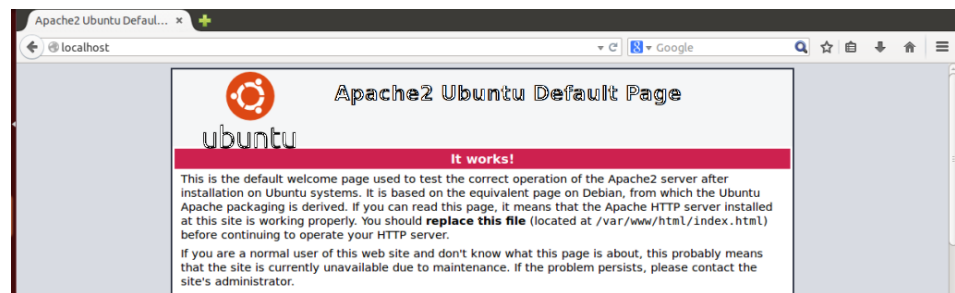 Apache2 Ubuntu Defaul...
localhost
Google
Apache2 Ubuntu Default Page
ubuntu
It works!
This is the default welcome page used to test the correct operation of the Apache2 server after
installation on Ubuntu systems. It is based on the equivalent page on Debian, from which the Ubuntu
Apache packaging is derived. If you can read this page, it means that the Apache HTTP server installed
at this site is working properly. You should replace this file (located at /var/www/html/index.html)
before continuing to operate your HTTP server.
If you are a normal user of this web site and don't know what this page is about, this probably means
that the site is currently unavailable due to maintenance. If the problem persists, please contact the
site's administrator.